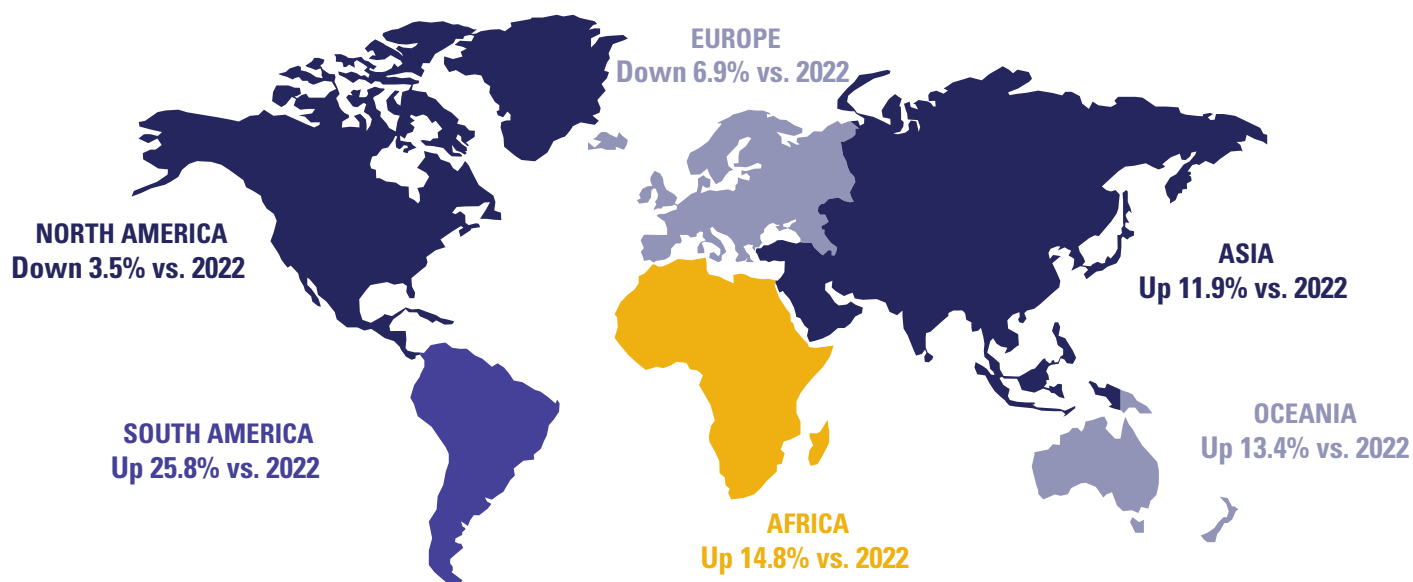 EUROPE
Down 6.9% vs. 2022
NORTH AMERICA
Down 3.5% vs. 2022
ASIA
Up 11.9% vs. 2022
SOUTH AMERICA
Up 25.8% vs. 2022
OCEANIA
Up 13.4% vs. 2022
AFRICA
Up 14.8% vs. 2022